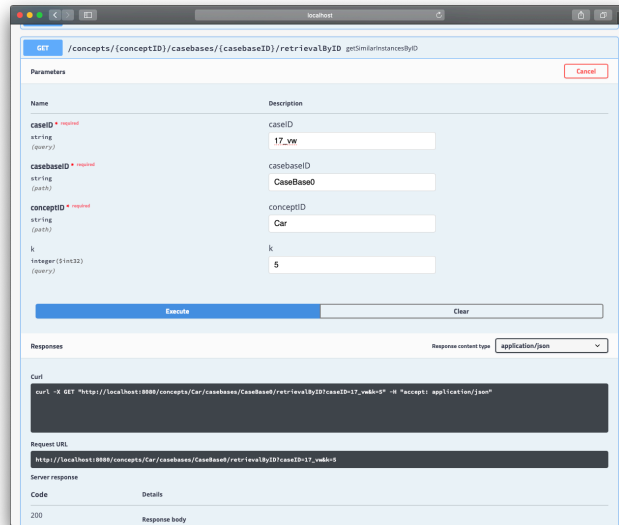 localhost
GET /concepts/{conceptID}/casebases/{casebaseID}/retrievalByID getSimilarInstancesByID
Parameters
Cancel
Name Description
caseID * required caseID
string
(query)
17_vw
casebaseID * required casebaseID
string
(path)
CaseBase0
conceptID * required conceptID
string
(path)
Car
k k
integer($int32)
(query)
5
Execute Clear
Responses Response content type application/json
Curl
curl -X GET "http://localhost:8080/concepts/Car/casebases/CaseBase0/retrievalByID?caseID=17_vw&k=5" -H "accept: application/json"
Request URL
http://localhost:8080/concepts/Car/casebases/CaseBase0/retrievalByID?caseID=17_vw&k=5
Server response
Code Details
200
Response body